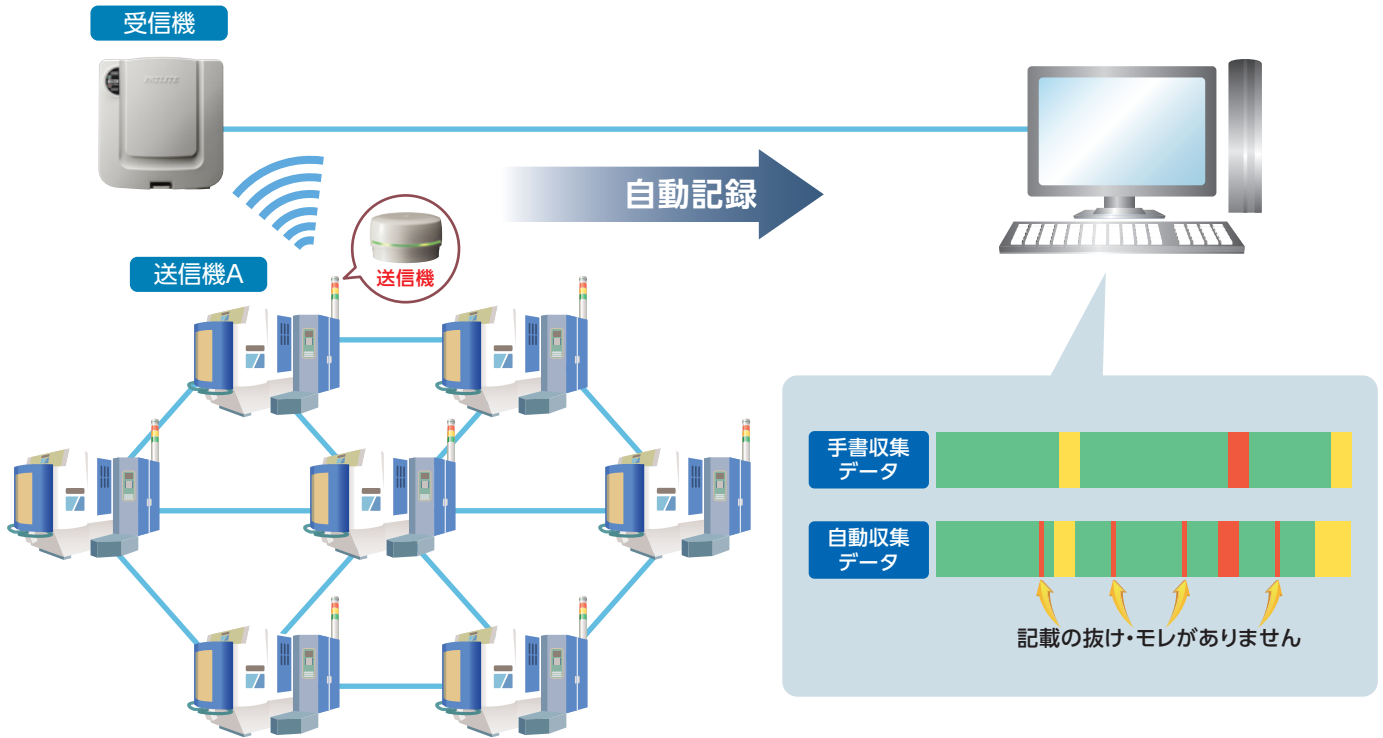 受信機
PATLITE
自動記録
送信機
送信機A
手書収集
データ
自動収集
データ
記載の抜け・モレがありません